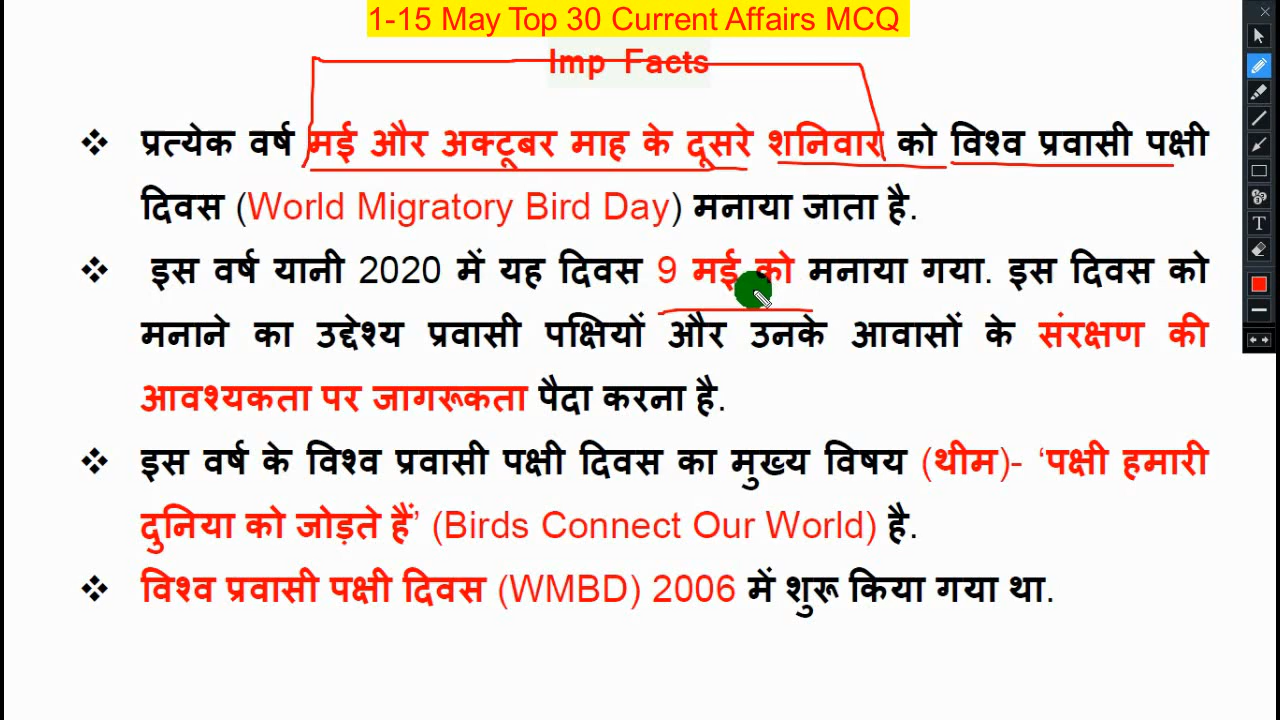 1-15 May Top 30 Current Affairs MCQ
Imp Facts
❖ प्रत्येक वर्ष मई और अक्टूबर माह के दूसरे शनिवार को विश्व प्रवासी पक्षी
दिवस (World Migratory Bird Day) मनाया जाता है.
❖ इस वर्ष यानी 2020 में यह दिवस 9 मई को मनाया गया. इस दिवस को
मनाने का उद्देश्य प्रवासी पक्षियों और उनके आवासों के संरक्षण की
आवश्यकता पर जागरूकता पैदा करना है.
❖ इस वर्ष के विश्व प्रवासी पक्षी दिवस का मुख्य विषय (थीम)- ‘पक्षी हमारी
दुनिया को जोड़ते हैं’ (Birds Connect Our World) है.
❖ विश्व प्रवासी पक्षी दिवस (WMBD) 2006 में शुरू किया गया था.